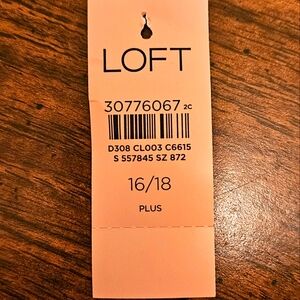 LOFT
30776067 2C
D308 CL003 C6615
S 557845 SZ 872
16/18
PLUS